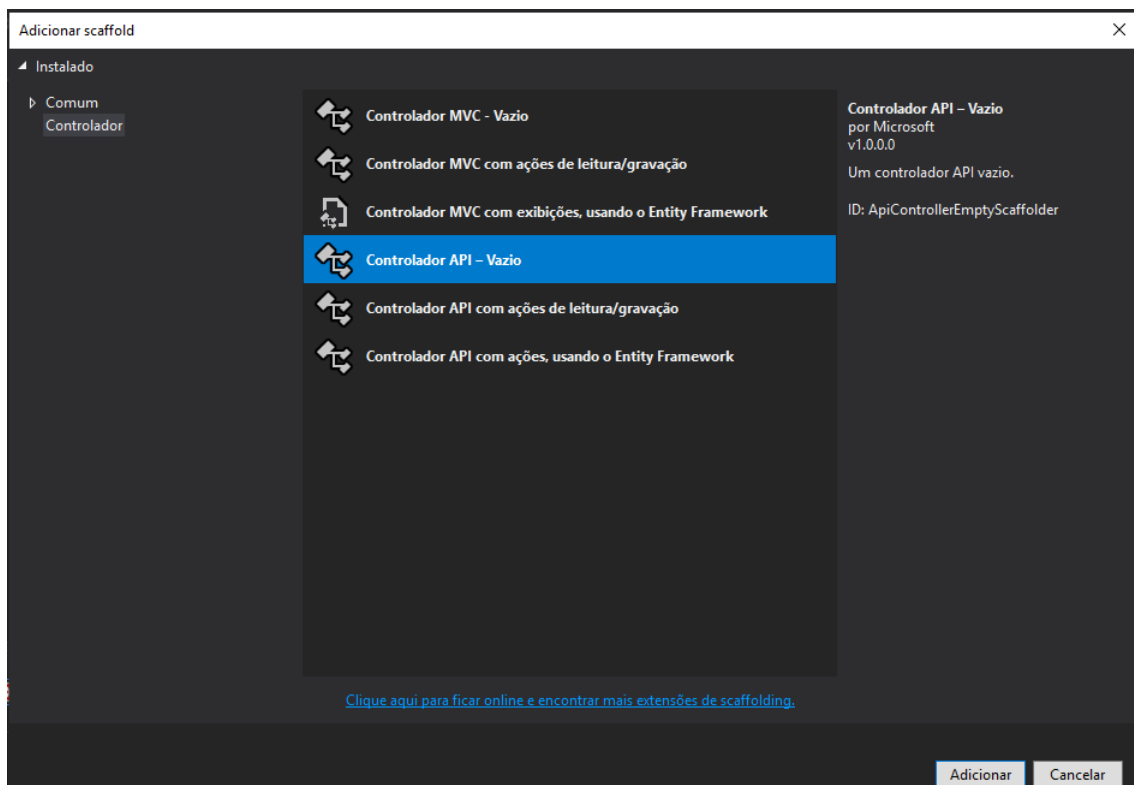 Adicionar scaffold
Instalado
Comum
Controlador
Controlador MVC - Vazio
Controlador MVC com ações de leitura/gravação
Controlador MVC com exibições, usando o Entity Framework
Controlador API – Vazio
Controlador API com ações de leitura/gravação
Controlador API com ações, usando o Entity Framework
Controlador API – Vazio
por Microsoft
v1.0.0.0
Um controlador API vazio.
ID: ApiControllerEmptyScaffolder
Clique aqui para ficar online e encontrar mais extensões de scaffolding.
Adicionar
Cancelar